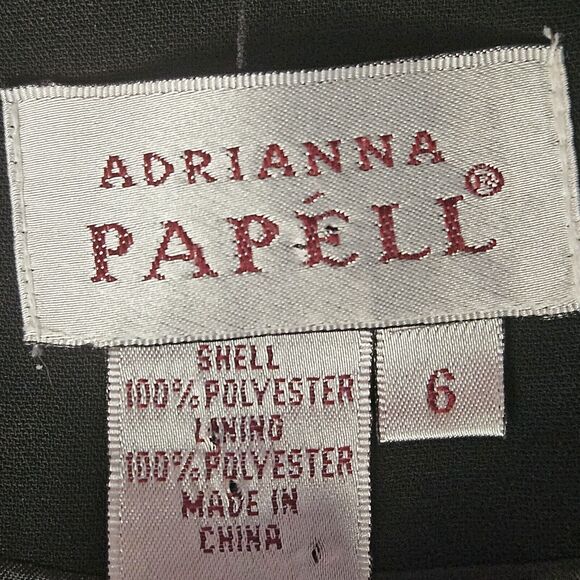 ADRIANNA
PAPÉLL®
SHELL
100% POLYESTER
LINING
100% POLYESTER
MADE IN
CHINA
6